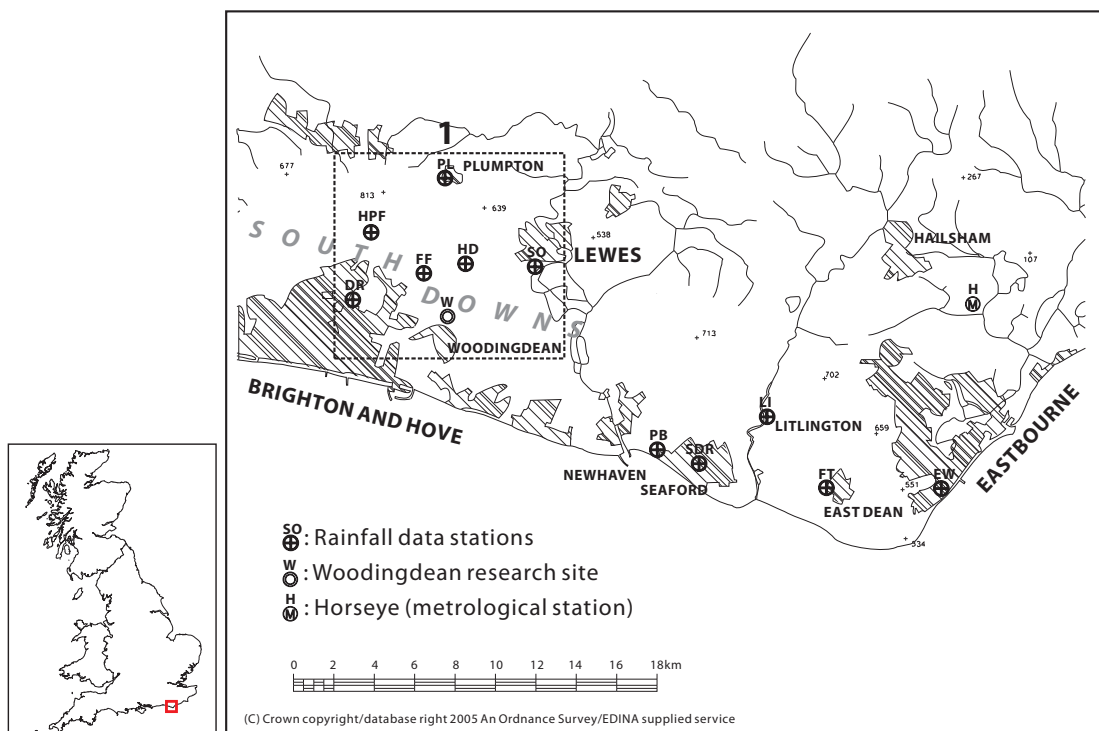 1
PL
PLUMPTON
677
813
639
267
HPF
538
HAILSHAM
SOUTH DOWNS
FF
HD
SO
LEWES
107
DR
H
M
W
713
WOODINGDEAN
702
BRIGHTON AND HOVE
LI
LITLINGTON
659
EASTBOURNE
PB
SDR
NEWHAVEN
SEAFORD
FT
EW
551
EAST DEAN
534
SO
: Rainfall data stations
W
: Woodingdean research site
H
M
: Horseye (metrological station)
0 2 4 6 8 10 12 14 16 18km
(C) Crown copyright/database right 2005 An Ordnance Survey/EDINA supplied service